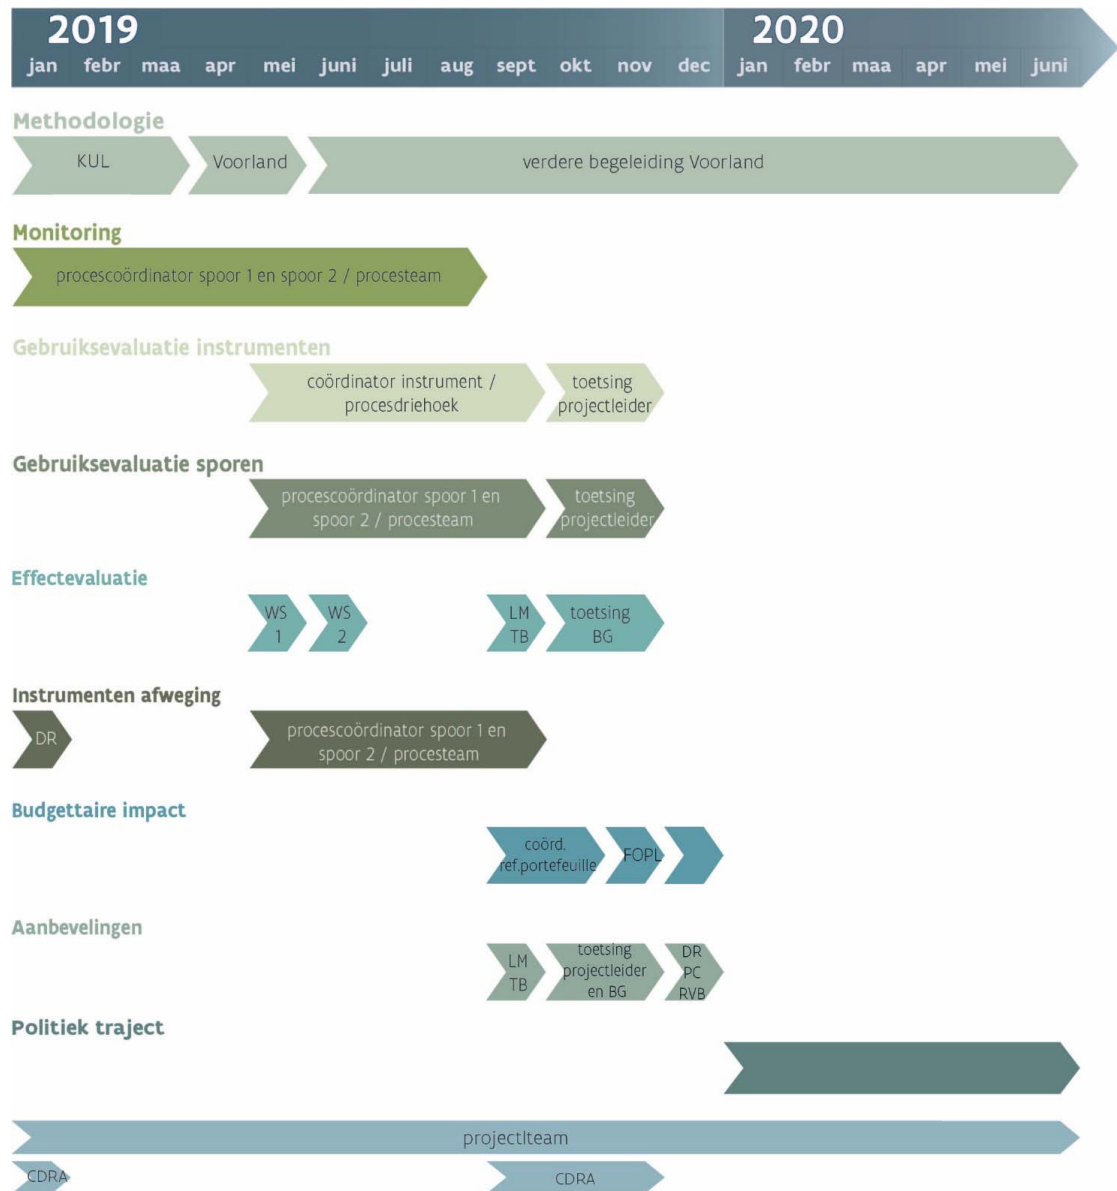 2019
2020
jan febr maa apr mei juni juli aug sept okt nov dec jan febr maa apr mei juni
Methodologie
KUL
Voorland
verdere begeleiding Voorland
Monitoring
procescoördinator spoor 1 en spoor 2 / procesteam
Gebruiksevaluatie instrumenten
coördinator instrument /
procesdriehoek
toetsing
projectleider
Gebruiksevaluatie sporen
procescoördinator spoor 1 en
spoor 2 / procesteam
toetsing
projectleider
Effectevaluatie
WS
1
WS
2
LM
TB
toetsing
BG
Instrumenten afweging
DR
procescoördinator spoor 1 en
spoor 2 / procesteam
Budgettaire impact
coörd.
ref.portefeuille
FOPL
Aanbevelingen
LM
TB
toetsing
projectleider
en BG
DR
PC
RVB
Politiek traject
projectlteam
CDRA
CDRA